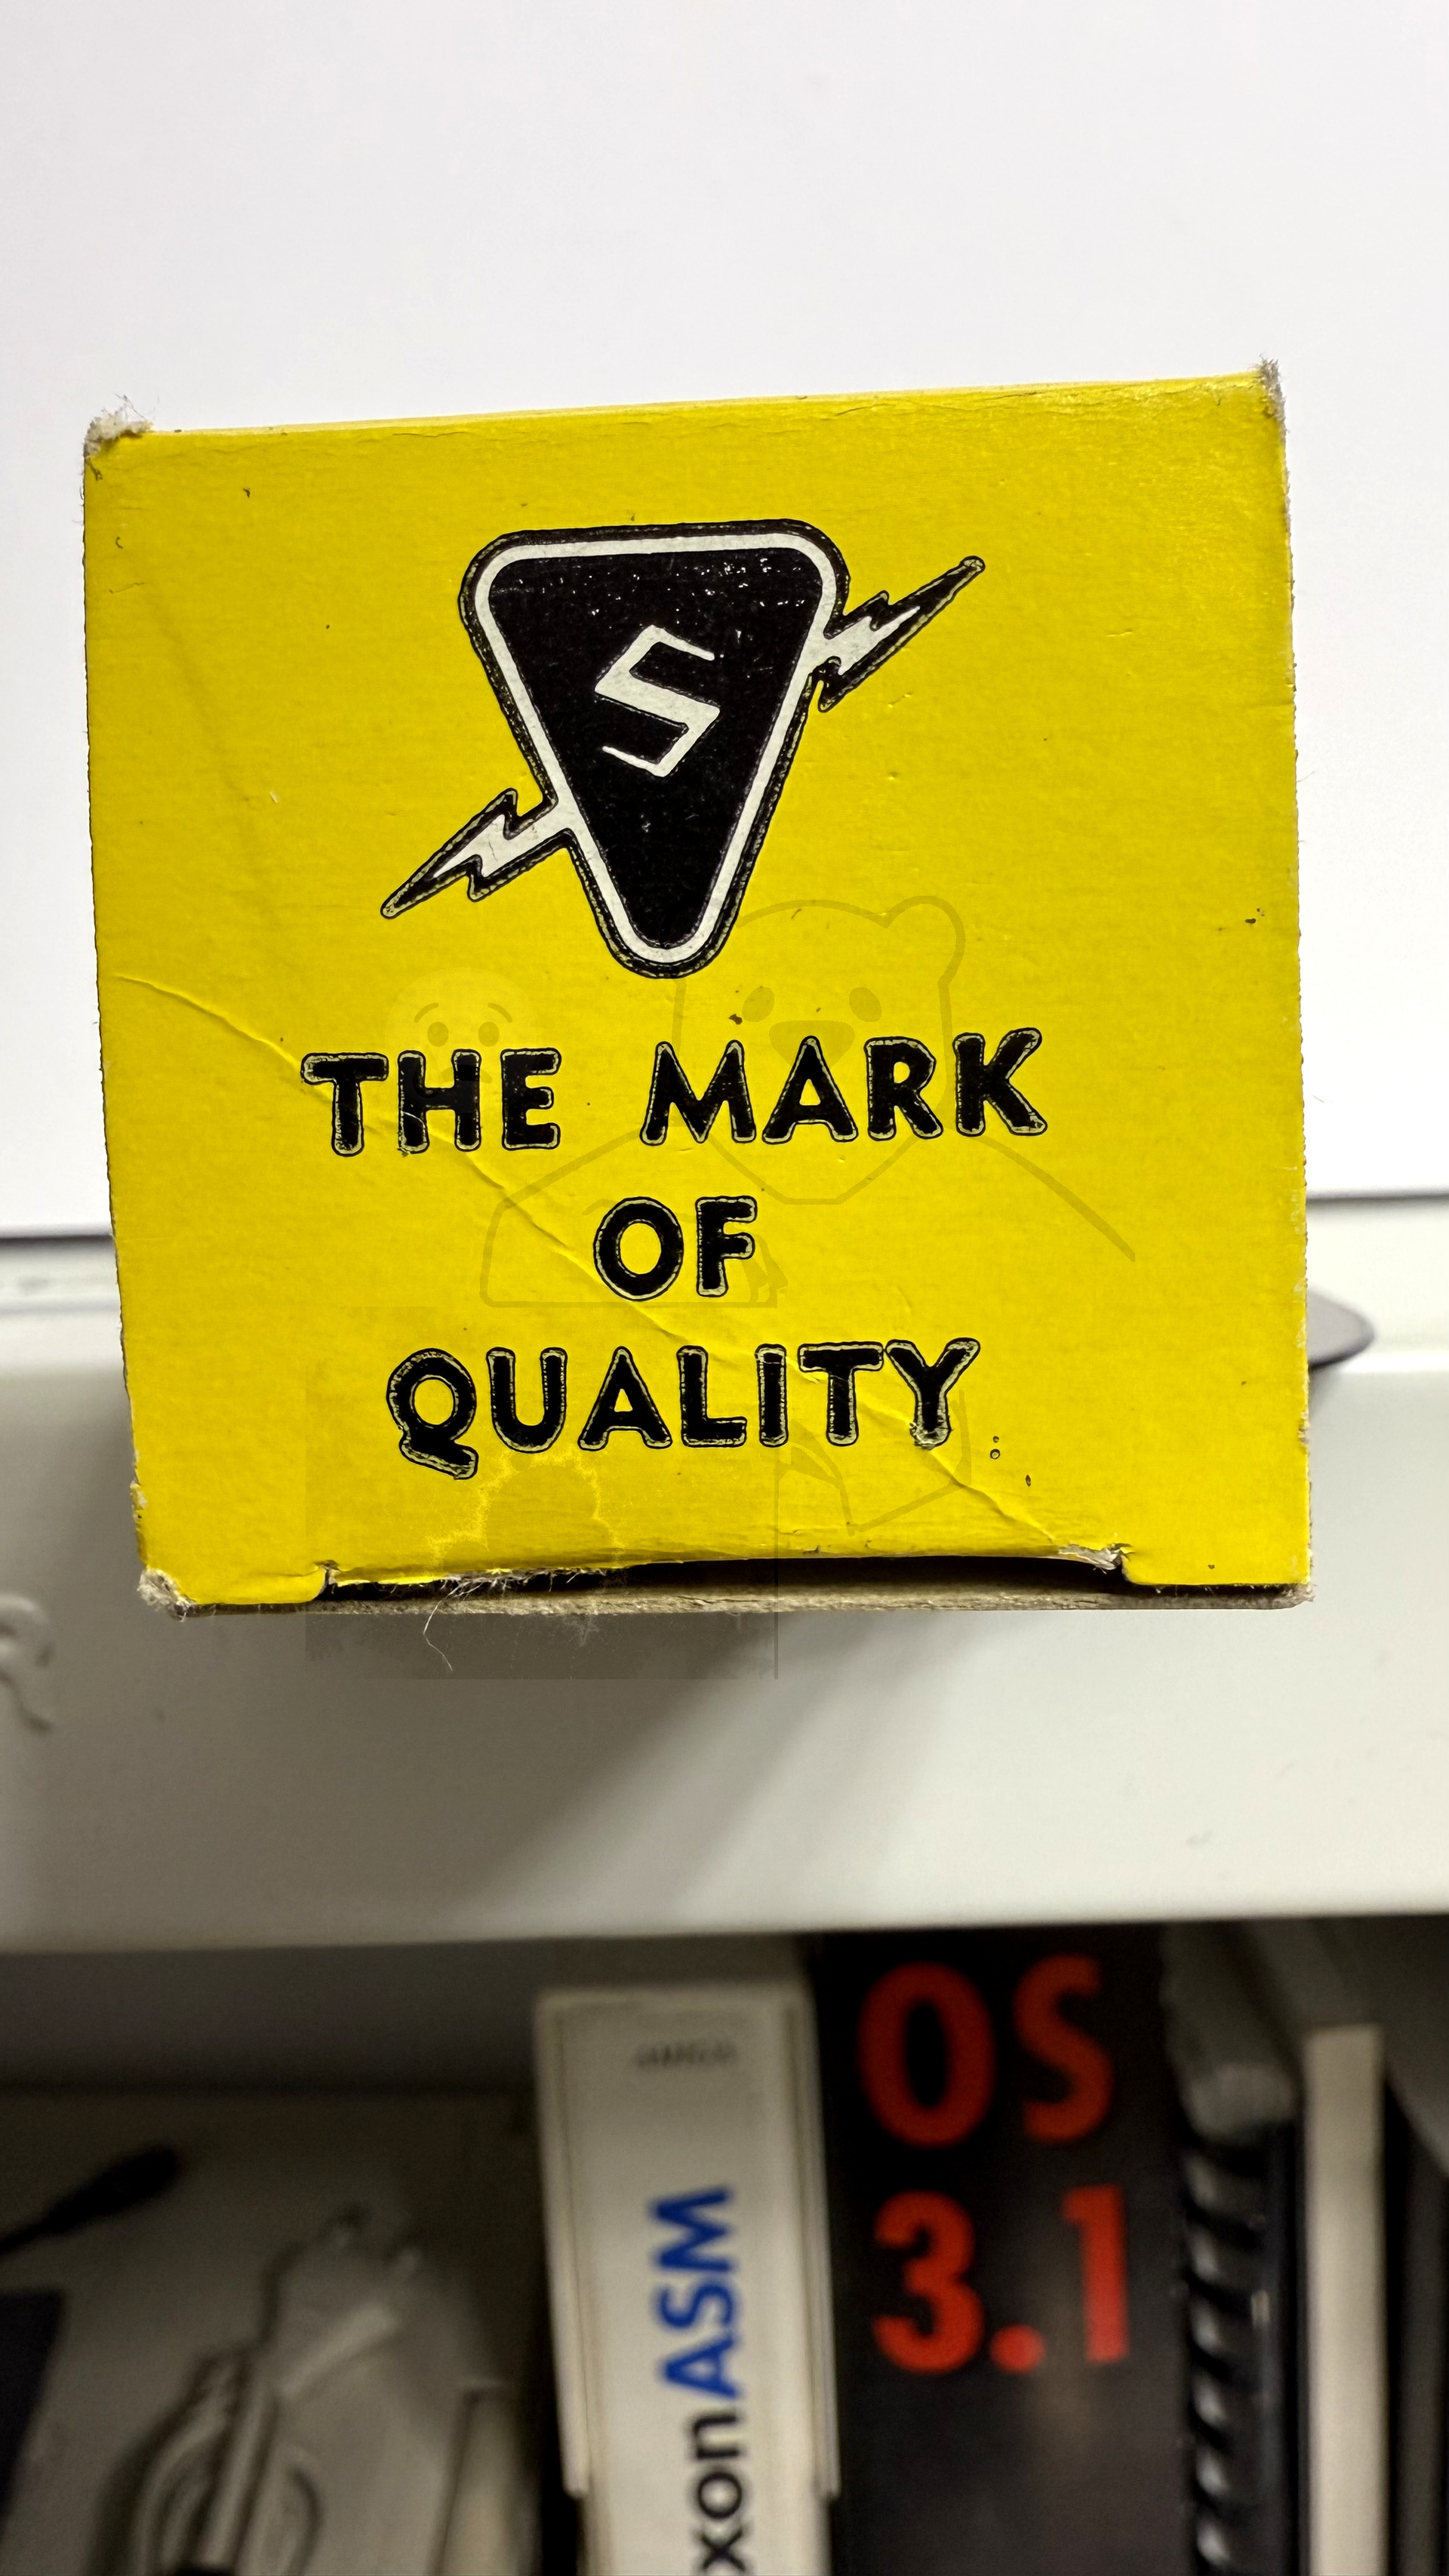 S
THE MARK
OF
QUALITY
OS
3.1
xonASM